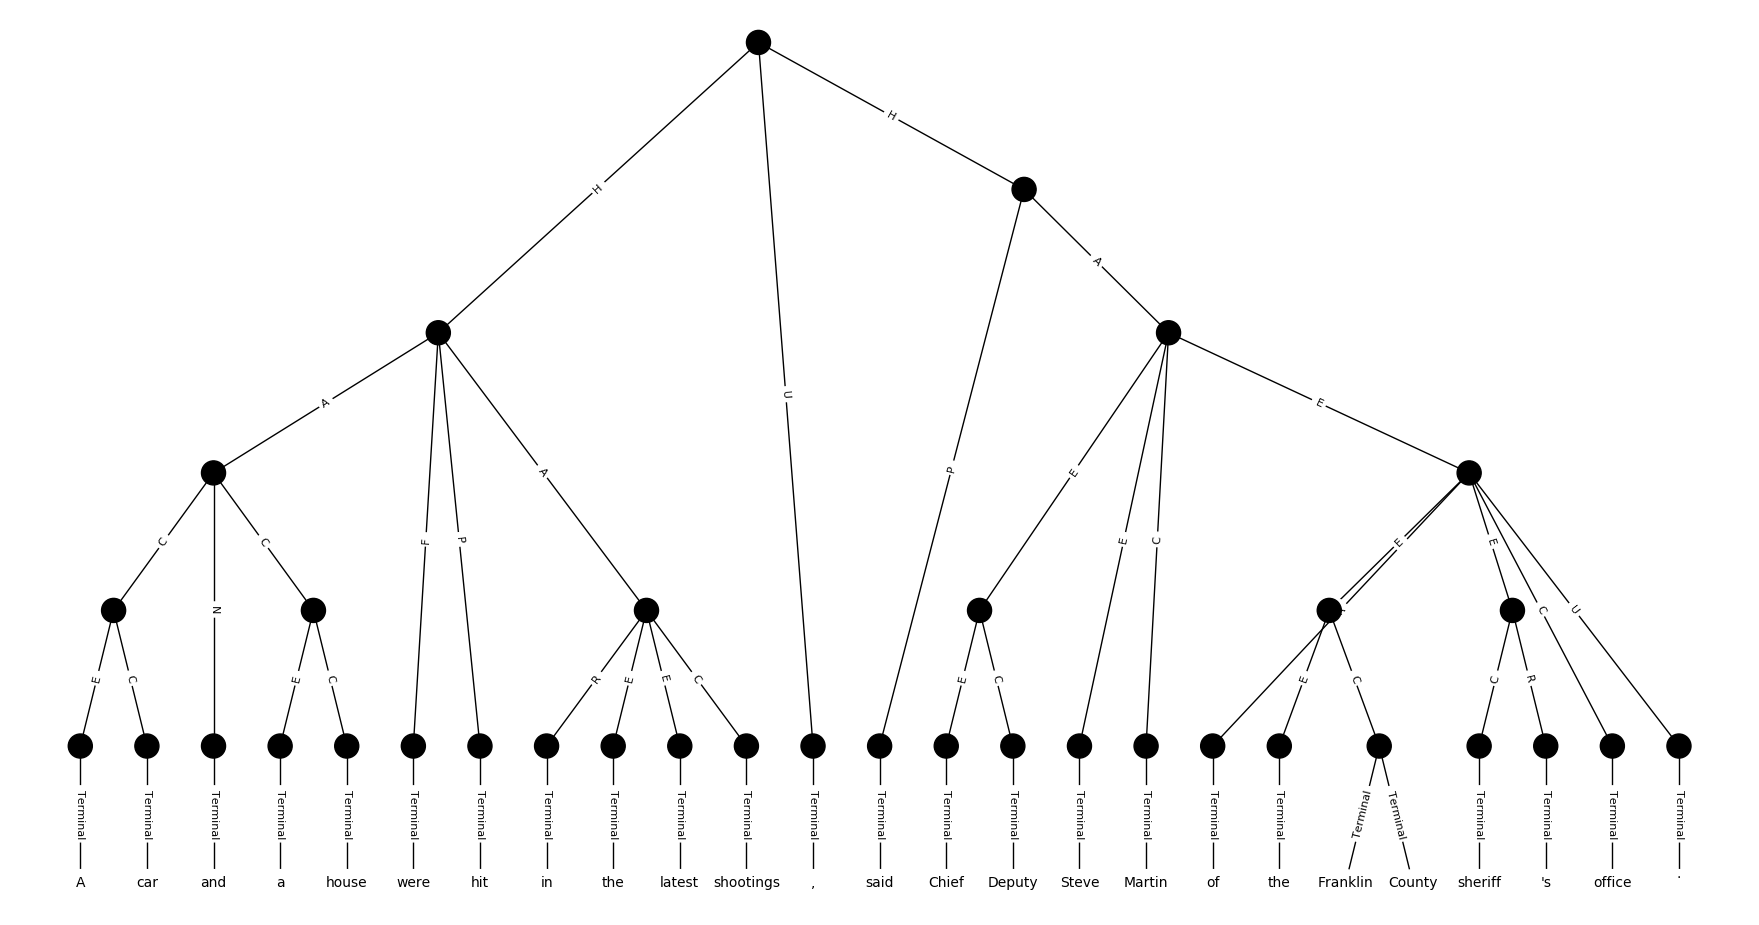 H
H
A
U
A
E
P
A
E
E
C
C
C
F
P
E
E
C
U
N
E
C
E
C
R
E
E
C
E
C
E
C
C
R
Terminal Terminal Terminal Terminal Terminal Terminal Terminal Terminal Terminal Terminal Terminal Terminal Terminal Terminal Terminal Terminal Terminal Terminal Terminal Terminal Terminal Terminal Terminal Terminal Terminal
A car and a house were hit in the latest shootings , said Chief Deputy Steve Martin of the Franklin County sheriff 's office .